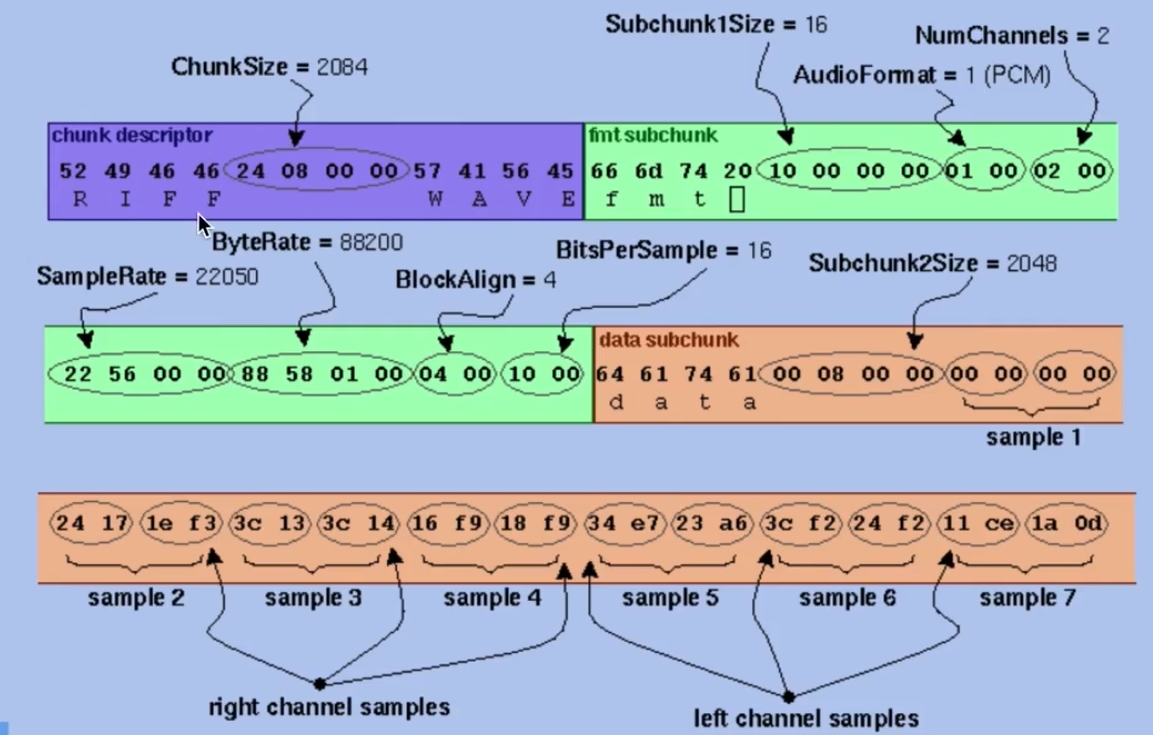 Subchunk1Size = 16
NumChannels = 2
ChunkSize = 2084
AudioFormat = 1 (PCM)
chunk descriptor
fmt subchunk
52 49 46 46 24 08 00 00 57 41 56 45 66 6d 74 20 10 00 00 00 01 00 02 00
R I F F W A V E f m t
ByteRate = 88200
BitsPerSample = 16
SampleRate = 22050
BlockAlign = 4
Subchunk2Size = 2048
data subchunk
22 56 00 00 88 58 01 00 04 00 10 00 64 61 74 61 00 08 00 00 00 00 00 00
d a t a
sample 1
24 17 1e f3 3c 13 3c 14 16 f9 18 f9 34 e7 23 a6 3c f2 24 f2 11 ce 1a 0d
sample 2 sample 3 sample 4 sample 5 sample 6 sample 7
right channel samples
left channel samples